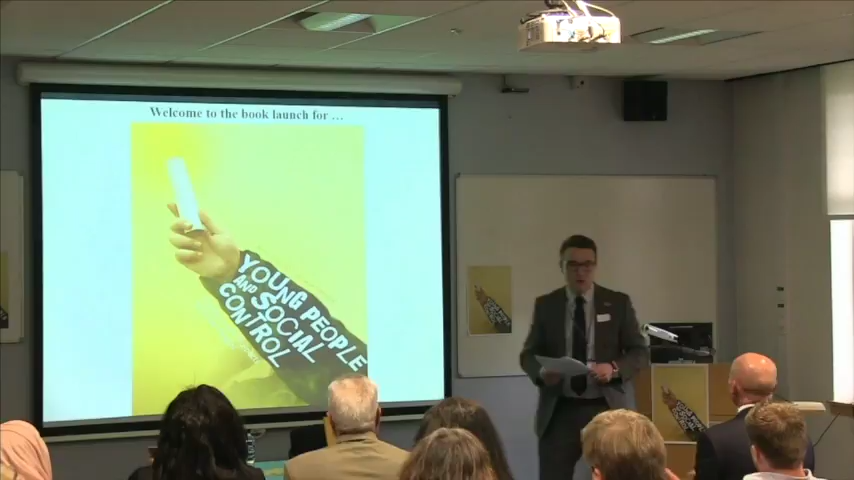 Welcome to the book launch for ...
YOUNG PEOPLE
AND SOCIAL
CONTROL